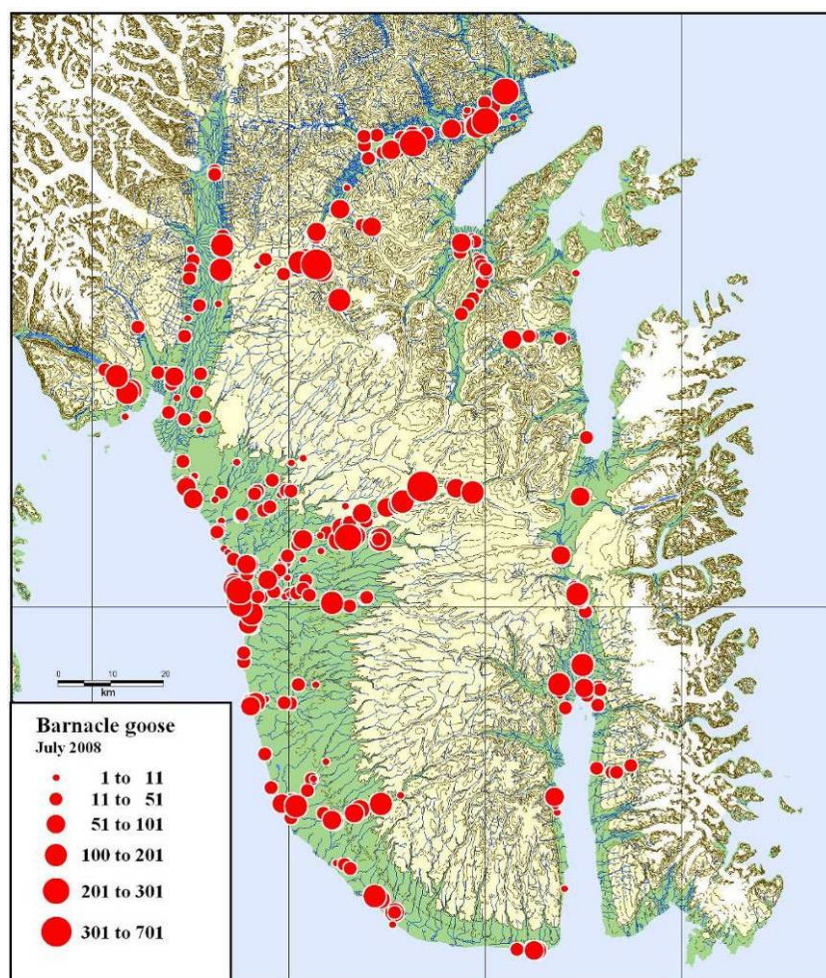 0 10 20
km
Barnacle goose
July 2008
1 to 11
11 to 51
51 to 101
100 to 201
201 to 301
301 to 701